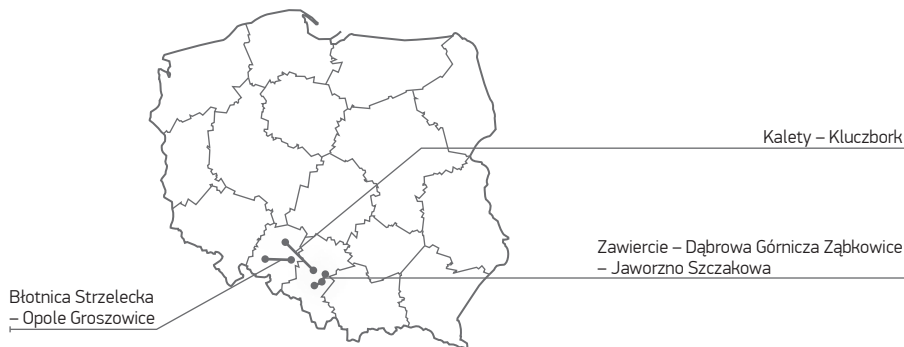 Kalety – Kluczbork
Zawiercie – Dąbrowa Górnicza Ząbkowice
– Jaworzno Szczakowa
Błotnica Strzelecka
– Opole Groszowice